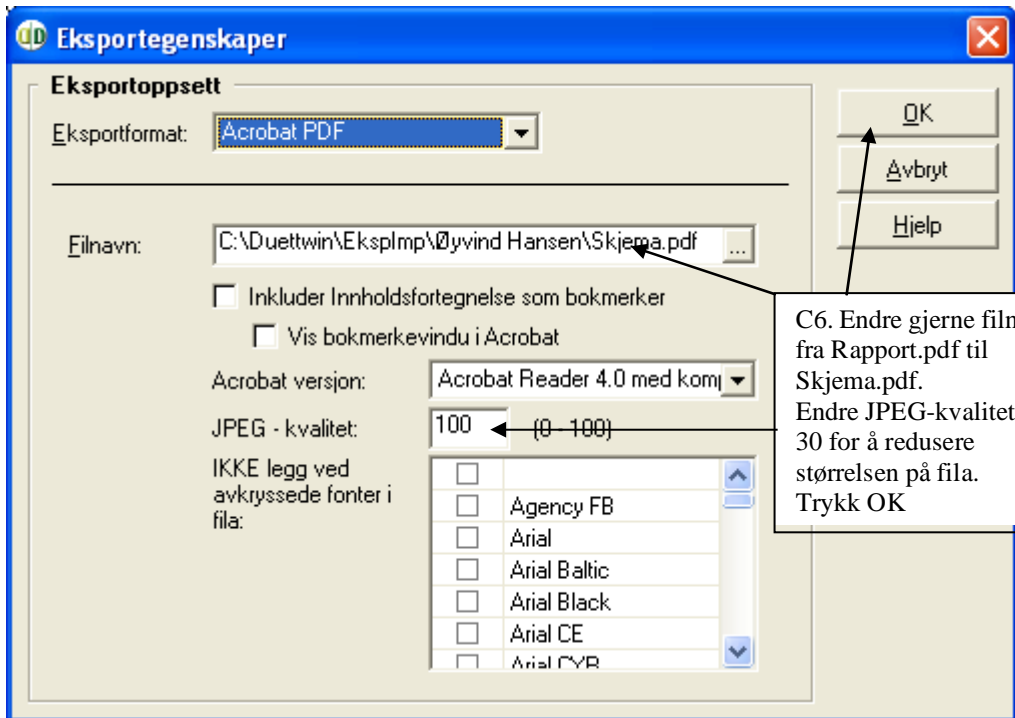 Eksportegenskaper
Eksportoppsett
Eksportformat: Acrobat PDF
OK
Avbryt
Hjelp
Filnavn: C:\Duettwin\EkspImp\Øyvind Hansen\Skjema.pdf ...
Inkluder Innholdsfortegnelse som bokmerker
Vis bokmerkevindu i Acrobat
Acrobat versjon: Acrobat Reader 4.0 med
JPEG - kvalitet: 100 (0 - 100)
IKKE legg ved
avkryssede fonter i
fila:
Agency FB
Arial
Arial Baltic
Arial Black
Arial CE
Arial CYR
C6. Endre gjerne
fra Rapport.pdf til
Skjema.pdf.
Endre JPEG-kvalitet
30 for å redusere
størrelsen på fila.
Trykk OK